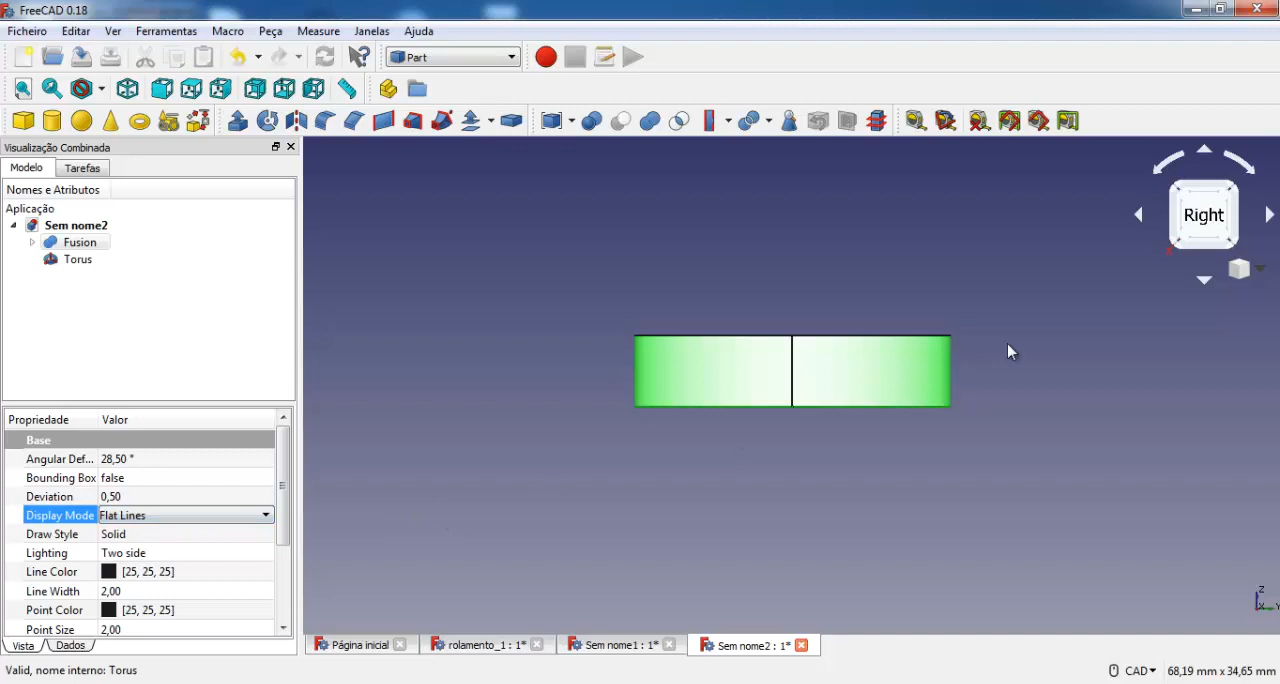 FreeCAD 0.18
Ficheiro Editar Ver Ferramentas Macro Peça Measure Janelas Ajuda
Part
Visualização Combinada
Modelo Tarefas
Nomes e Atributos
Aplicação
Sem nome2
Fusion
Torus
Right
X
Propriedade Valor
Base
Angular Def... 28,50 °
Bounding Box false
Deviation 0,50
Display Mode Flat Lines
Draw Style Solid
Lighting Two side
Line Color [25, 25, 25]
Line Width 2,00
Point Color [25, 25, 25]
Point Size 2,00
Z
X Y
Vista Dados
Página inicial rolamento_1 : 1* Sem nome1 : 1* Sem nome2 : 1*
Valid, nome interno: Torus CAD 68,19 mm x 34,65 mm